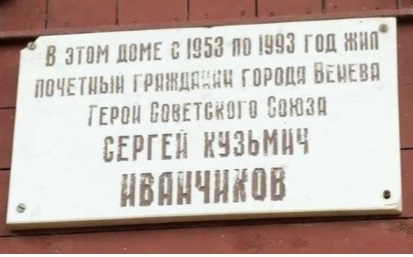 В ЭТОМ ДОМЕ С 1953 ПО 1993 ГОД ЖИЛ
ПОЧЕТНЫЙ ГРАЖДАНИН ГОРОДА ВЕНЕВА
ГЕРОЙ СОВЕТСКОГО СОЮЗА
СЕРГЕЙ КУЗЬМИЧ
ИВАНЧИКОВ